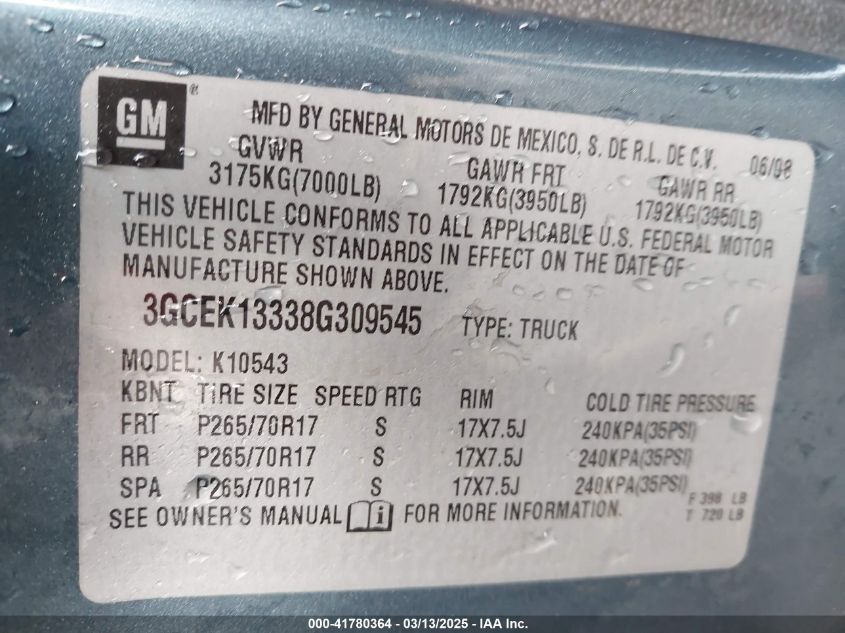 GM ®
MFD BY GENERAL MOTORS DE MEXICO, S. DE R.L. DE C.V. 06/08
GVWR GAWR FRT GAWR RR
3175KG(7000LB) 1792KG(3950LB) 1792KG(3950LB)
THIS VEHICLE CONFORMS TO ALL APPLICABLE U.S. FEDERAL MOTOR
VEHICLE SAFETY STANDARDS IN EFFECT ON THE DATE OF
MANUFACTURE SHOWN ABOVE.
3GCEK13338G309545 TYPE: TRUCK
MODEL: K10543
KBNT TIRE SIZE SPEED RTG RIM COLD TIRE PRESSURE
FRT P265/70R17 S 17X7.5J 240KPA(35PSI)
RR P265/70R17 S 17X7.5J 240KPA(35PSI)
SPA P265/70R17 S 17X7.5J 240KPA(35PSI)
F 398 LB
SEE OWNER'S MANUAL i FOR MORE INFORMATION. T 720 LB
000-41780364 - 03/13/2025 - IAA Inc.